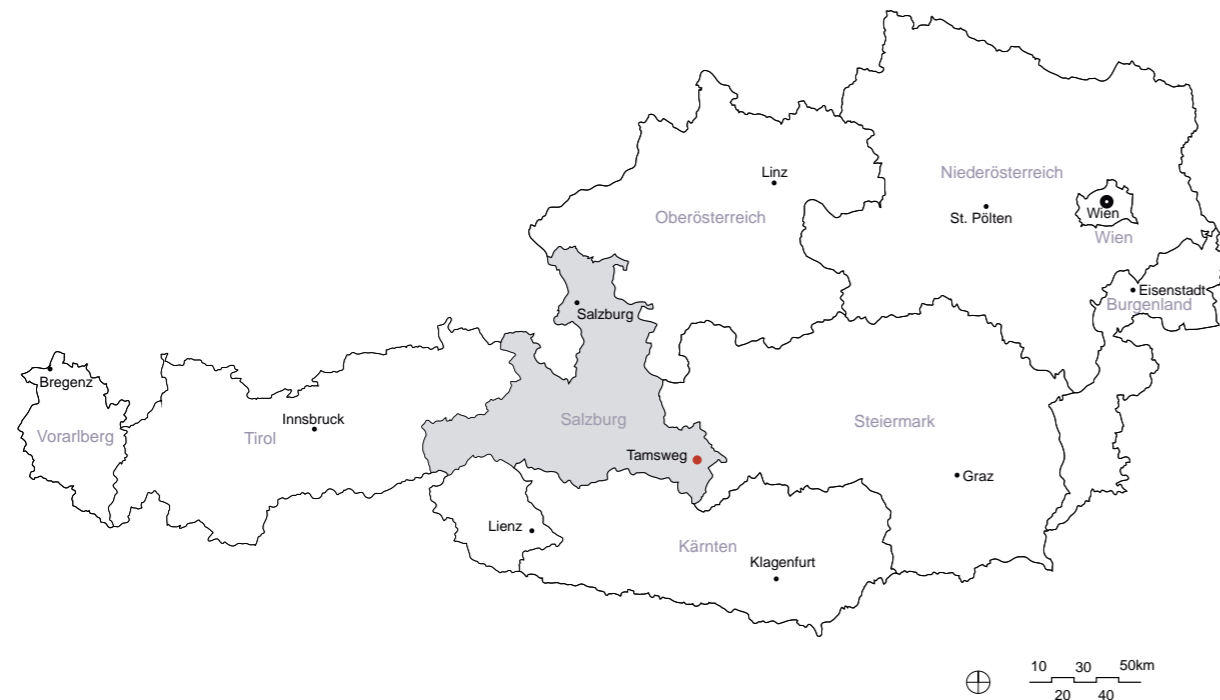 Linz
Niederösterreich
Oberösterreich
St. Pölten
Wien
Wien
Eisenstadt
Burgenland
Salzburg
Bregenz
Vorarlberg
Tirol
Innsbruck
Salzburg
Steiermark
Tamsweg
Graz
Lienz
Kärnten
Klagenfurt
10 30 50km
20 40